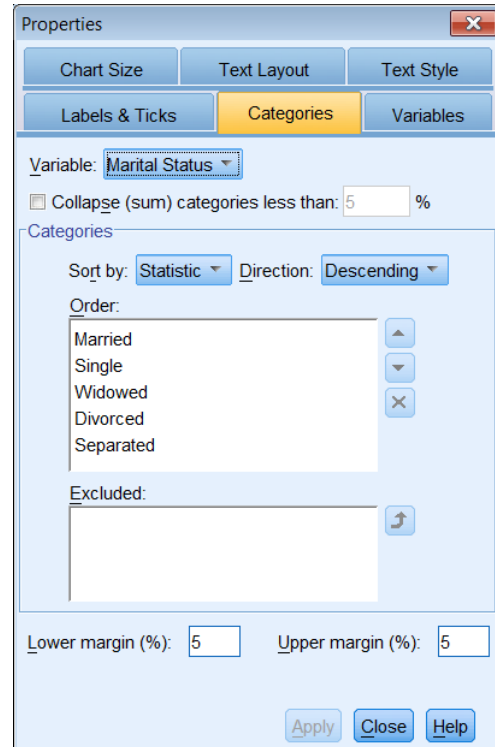 Properties
Chart Size Text Layout Text Style
Labels & Ticks Categories Variables
Variable: Marital Status
Collapse (sum) categories less than: 5 %
Categories
Sort by: Statistic Direction: Descending
Order:
Married
Single
Widowed
Divorced
Separated
Excluded:
Lower margin (%): 5 Upper margin (%): 5
Apply Close Help